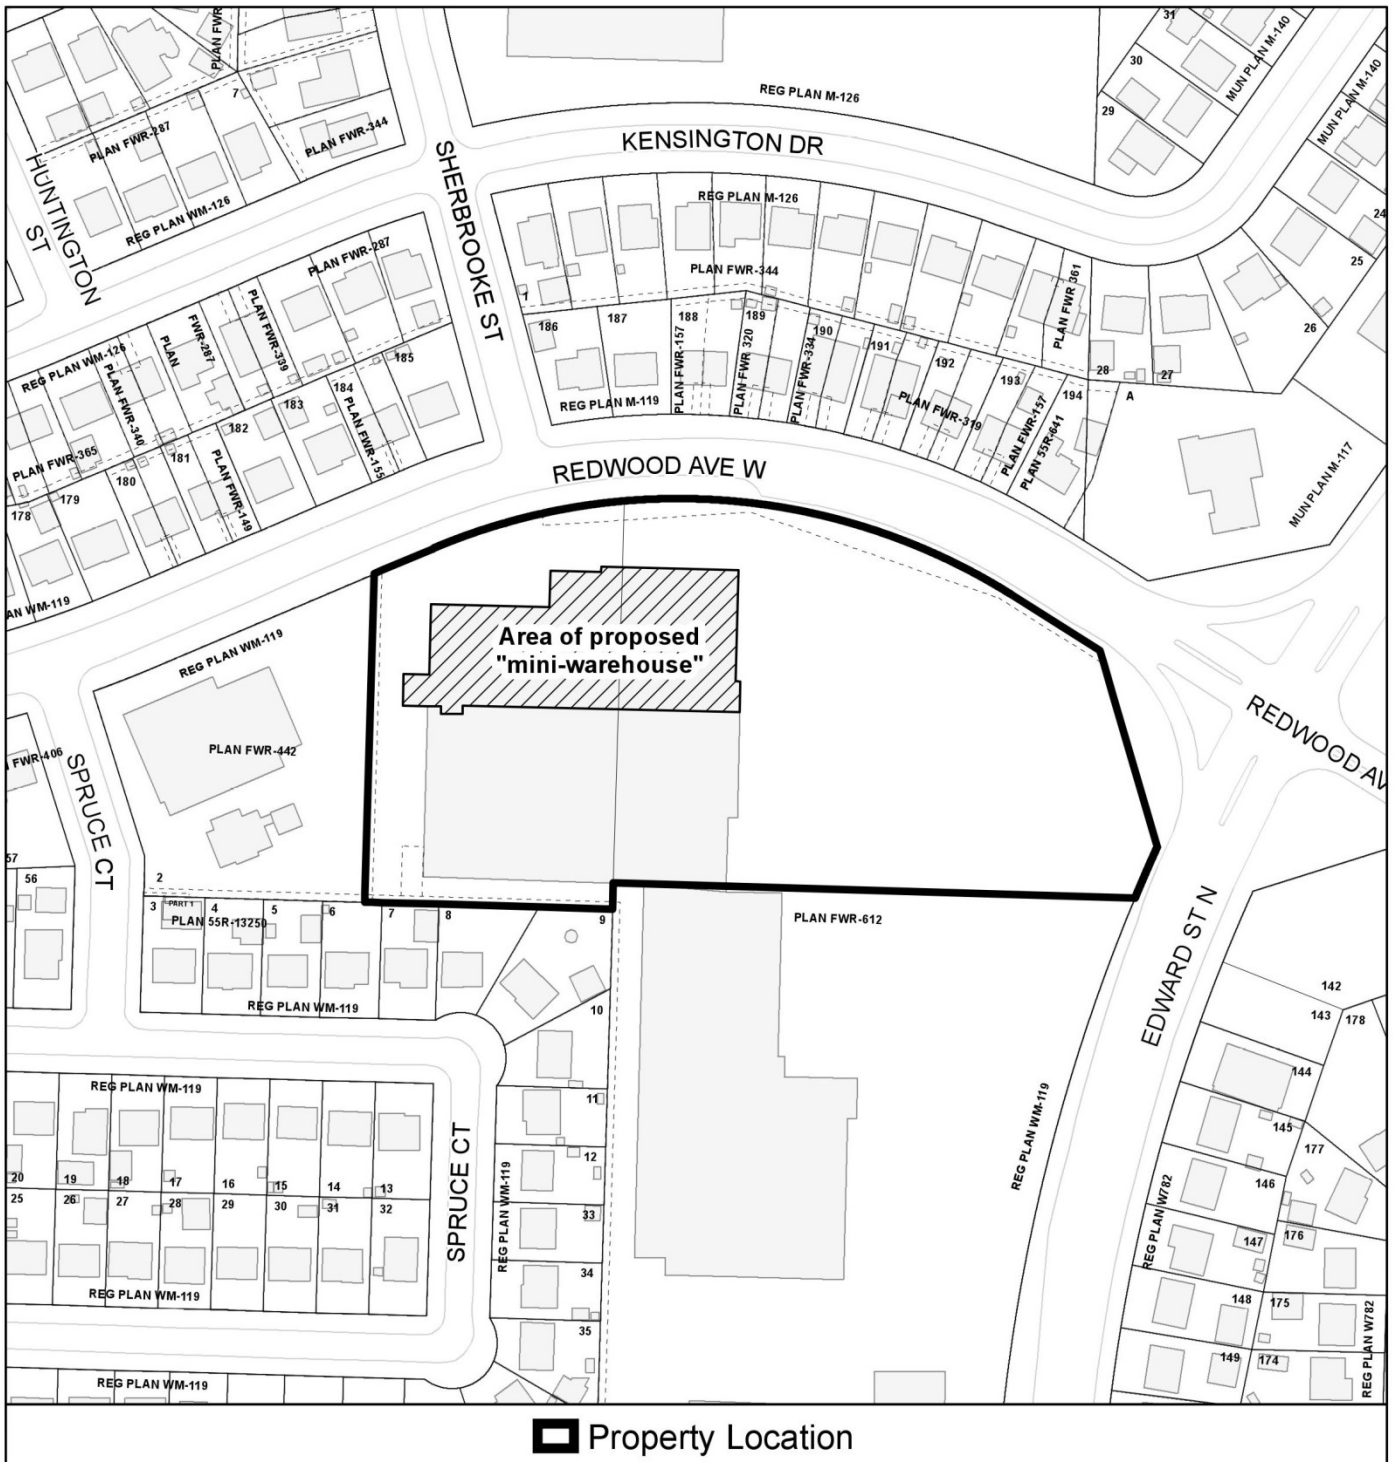 PLAN FWR
31
MUN PLAN M-140
30
MUN PLAN M-140
7
REG PLAN M-126
29
PLAN FWR-287
PLAN FWR-344
KENSINGTON DR
HUNTINGTON
ST
SHERBROOKE ST
REG PLAN WM-126
REG PLAN M-126
24
PLAN FWR-287
PLAN FWR-344
25
1
PLAN FWR 361
26
186
187
188
189
190
191
192
193
194
28
27
A
PLAN FWR-157
PLAN FWR 320
PLAN FWR-334
PLAN FWR-319
PLAN FWR-157
PLAN 55R-641
REG PLAN M-119
REG PLAN WM-126
PLAN
FWR-287
PLAN FWR-339
PLAN FWR-340
PLAN FWR-365
185
184
183
182
181
180
179
178
PLAN FWR-155
PLAN FWR-149
MUN PLAN M-117
REDWOOD AVE W
AN WM-119
REG PLAN WM-119
Area of proposed
"mini-warehouse"
REDWOOD AV
PLAN FWR-442
FWR-406
SPRUCE CT
57
56
2
3
PART 1
4
5
6
7
8
9
PLAN 55R-13250
PLAN FWR-612
EDWARD ST N
REG PLAN WM-119
10
142
143
178
144
145
177
146
REG PLAN WM-119
11
12
33
34
35
REG PLAN WM-119
SPRUCE CT
REG PLAN WM-119
20
19
18
17
16
15
14
13
25
26
27
28
29
30
31
32
REG PLAN WM-119
REG PLAN W782
147
176
148
175
149
174
REG PLAN W782
REG PLAN WM-119
Property Location